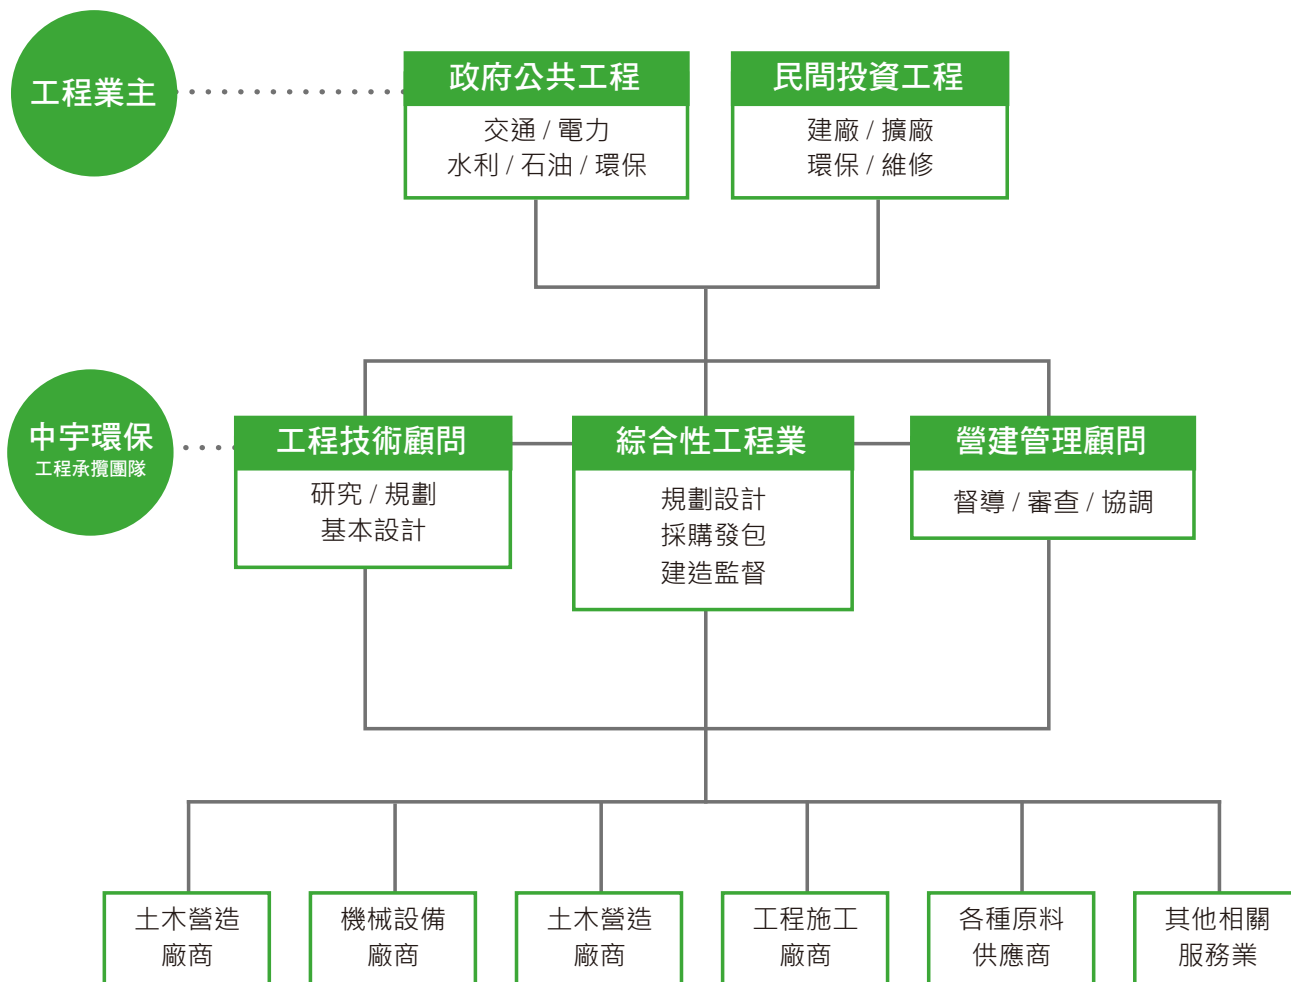 工程業主
政府公共工程
交通 / 電力
水利 / 石油 / 環保
民間投資工程
建廠 / 擴廠
環保 / 維修
中宇環保
工程承攬團隊
工程技術顧問
研究 / 規劃
基本設計
綜合性工程業
規劃設計
採購發包
建造監督
營建管理顧問
督導 / 審查 / 協調
土木營造
廠商
機械設備
廠商
土木營造
廠商
工程施工
廠商
各種原料
供應商
其他相關
服務業